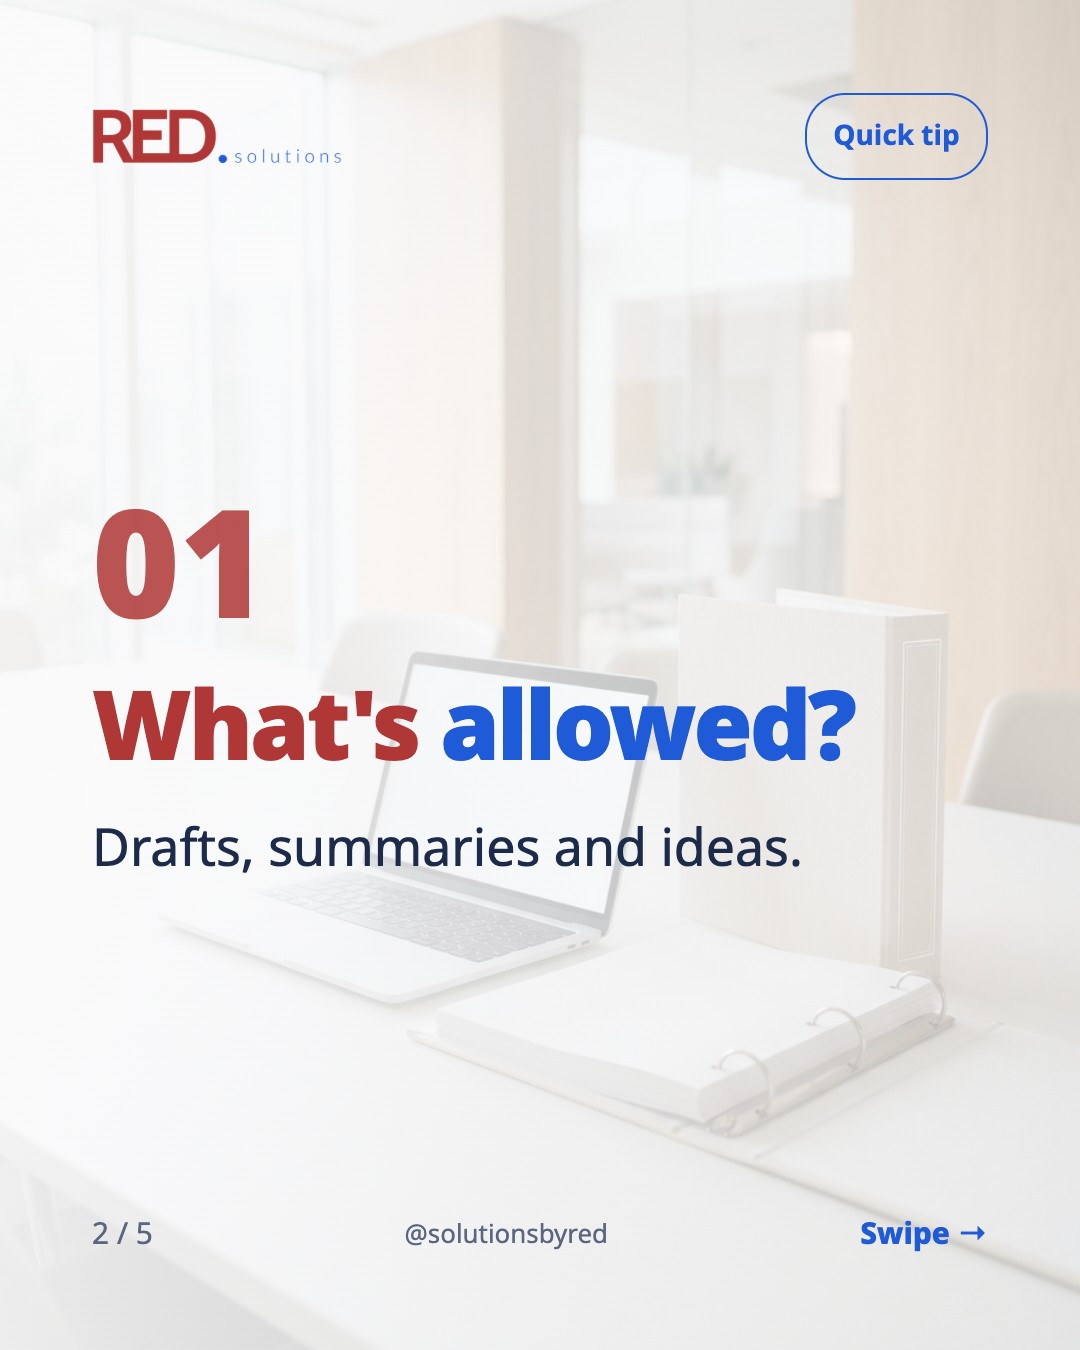 RED.solutions
Quick tip
01
What's allowed?
Drafts, summaries and ideas.
2 / 5
@solutionsbyred
Swipe →